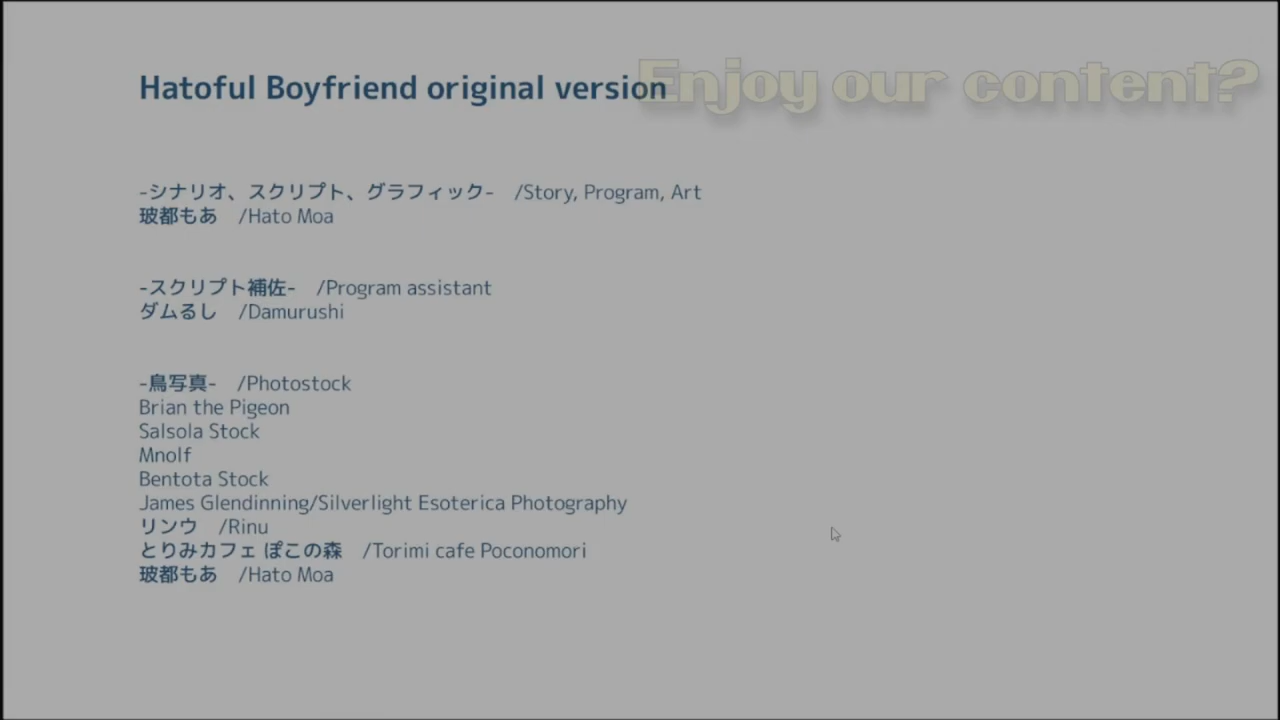 Hatoful Boyfriend original version
Enjoy our content?
-シナリオ、スクリプト、グラフィック- /Story, Program, Art
玻都もあ /Hato Moa
-スクリプト補佐- /Program assistant
ダムるし /Damurushi
-鳥写真- /Photostock
Brian the Pigeon
Salsola Stock
Mnolf
Bentota Stock
James Glendinning/Silverlight Esoterica Photography
リンウ /Rinu
とりみカフェ ぽこの森 /Torimi cafe Poconomori
玻都もあ /Hato Moa